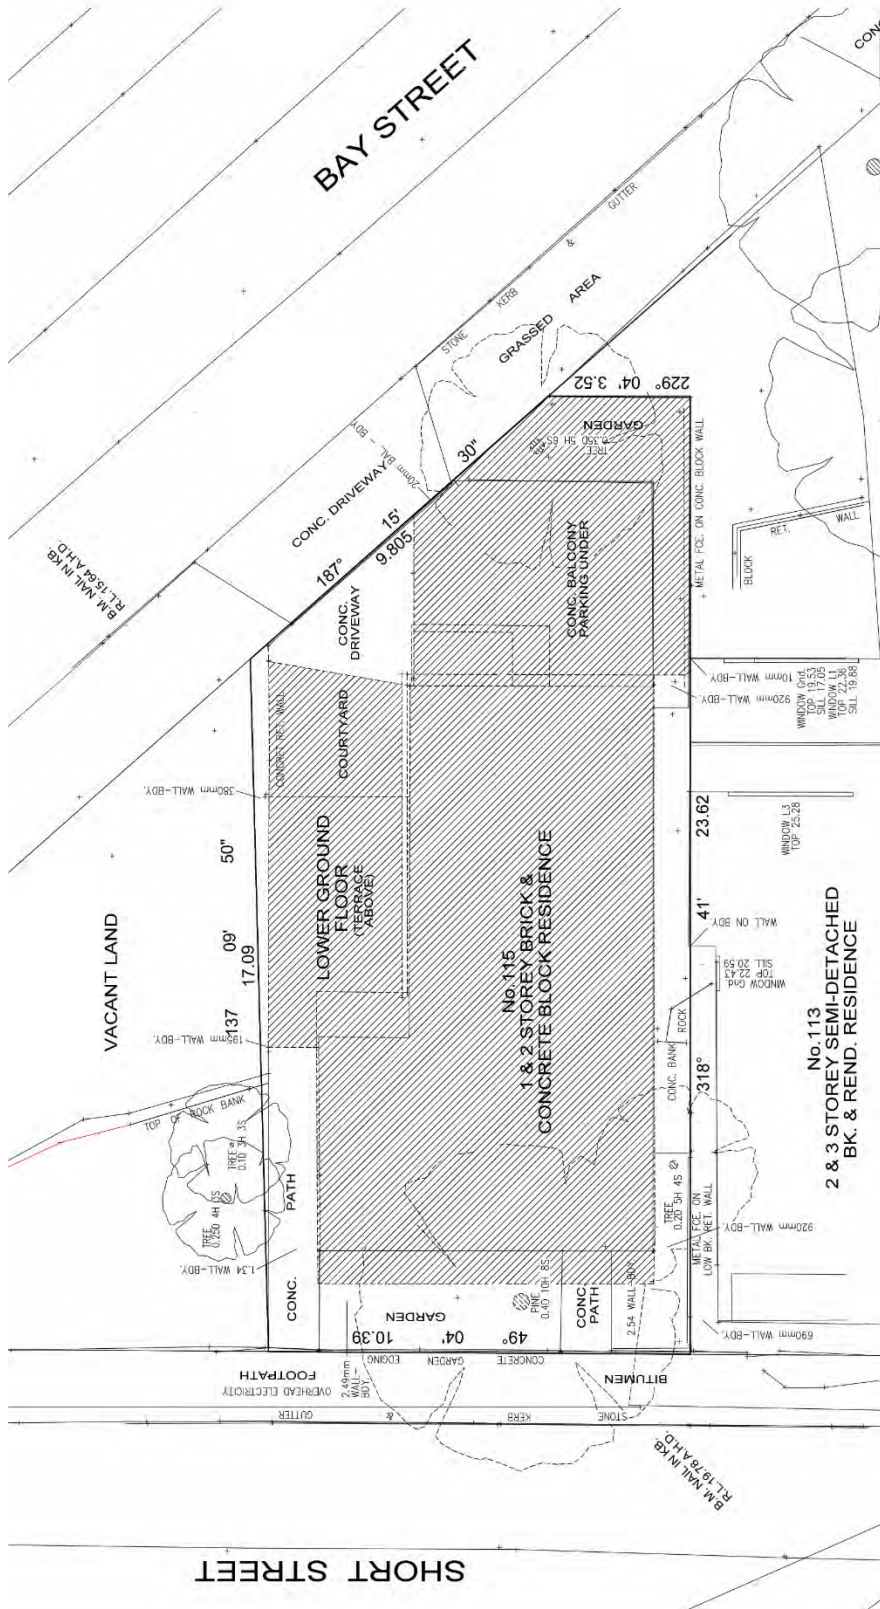 BAY STREET
CONC
STONE KERB & GUTTER
GRASSED AREA
20mm BAL - BDY.
CONC. DRIVEWAY
B.M. NAIL IN KB.
R.L. 15.64 A.H.D.
187° 15' 30"
9.805
229° 04' 3.52
GARDEN
TREE
0.35D 5H 6S
CONC.
DRIVEWAY
CONC. BALCONY
PARKING UNDER
METAL FCE. ON CONC. BLOCK WALL
BLOCK RET. WALL
CONCRET RET. WALL
COURTYARD
380mm WALL-BDY.
10mm WALL-BDY.
920mm WALL-BDY.
WINDOW Gnd.
TOP 19.53
SILL 17.05
WINDOW L1
TOP 22.36
SILL 19.88
WINDOW L3
TOP 25.28
VACANT LAND
137 09' 50"
17.09
LOWER GROUND
FLOOR
(TERRACE
ABOVE)
No.115
1 & 2 STOREY BRICK &
CONCRETE BLOCK RESIDENCE
318° 41' 23.62
WALL ON BDY.
WINDOW Gnd.
TOP 22.43
SILL 20.59
No.113
2 & 3 STOREY SEMI-DETACHED
BK. & REND. RESIDENCE
195mm WALL-BDY.
TOP OF ROCK BANK
TREE
0.1D 3H 3S
TREE
0.25D 4H 3S
CONC. BANK ROCK
TREE
0.2D 5H 4S
METAL FCE. ON
LOW BK. RET. WALL
920mm WALL-BDY.
CONC. PATH
1.34 WALL-BDY.
GARDEN
PINE
0.4D 10H 8S
CONC.
PATH
2.54 WALL-BDY.
690mm WALL-BDY.
49° 04' 10.39
CONCRETE GARDEN EDGING
2.49mm
WALL-
BDY.
FOOTPATH
OVERHEAD ELECTRICITY
BITUMEN
STONE KERB & GUTTER
B.M. NAIL IN KB.
R.L. 19.78 A.H.D.
SHORT STREET